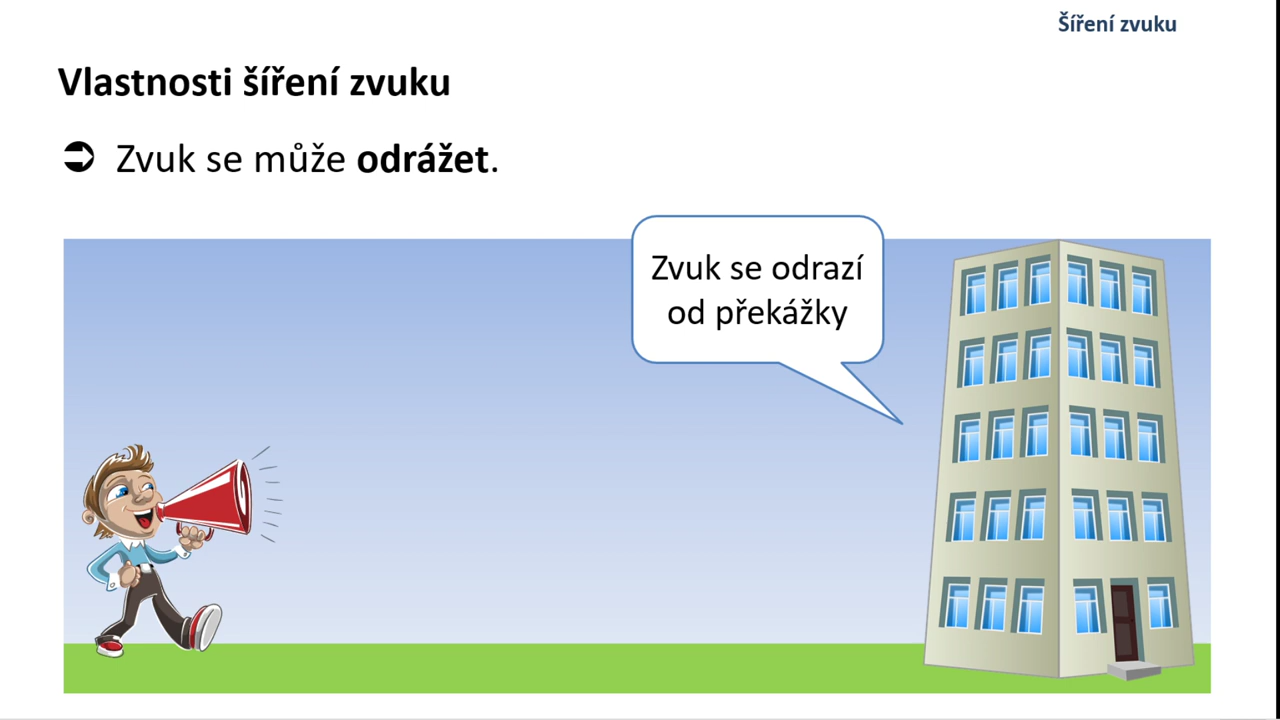 Šíření zvuku
Vlastnosti šíření zvuku
➲ Zvuk se může odrážet.
Zvuk se odrazí
od překážky